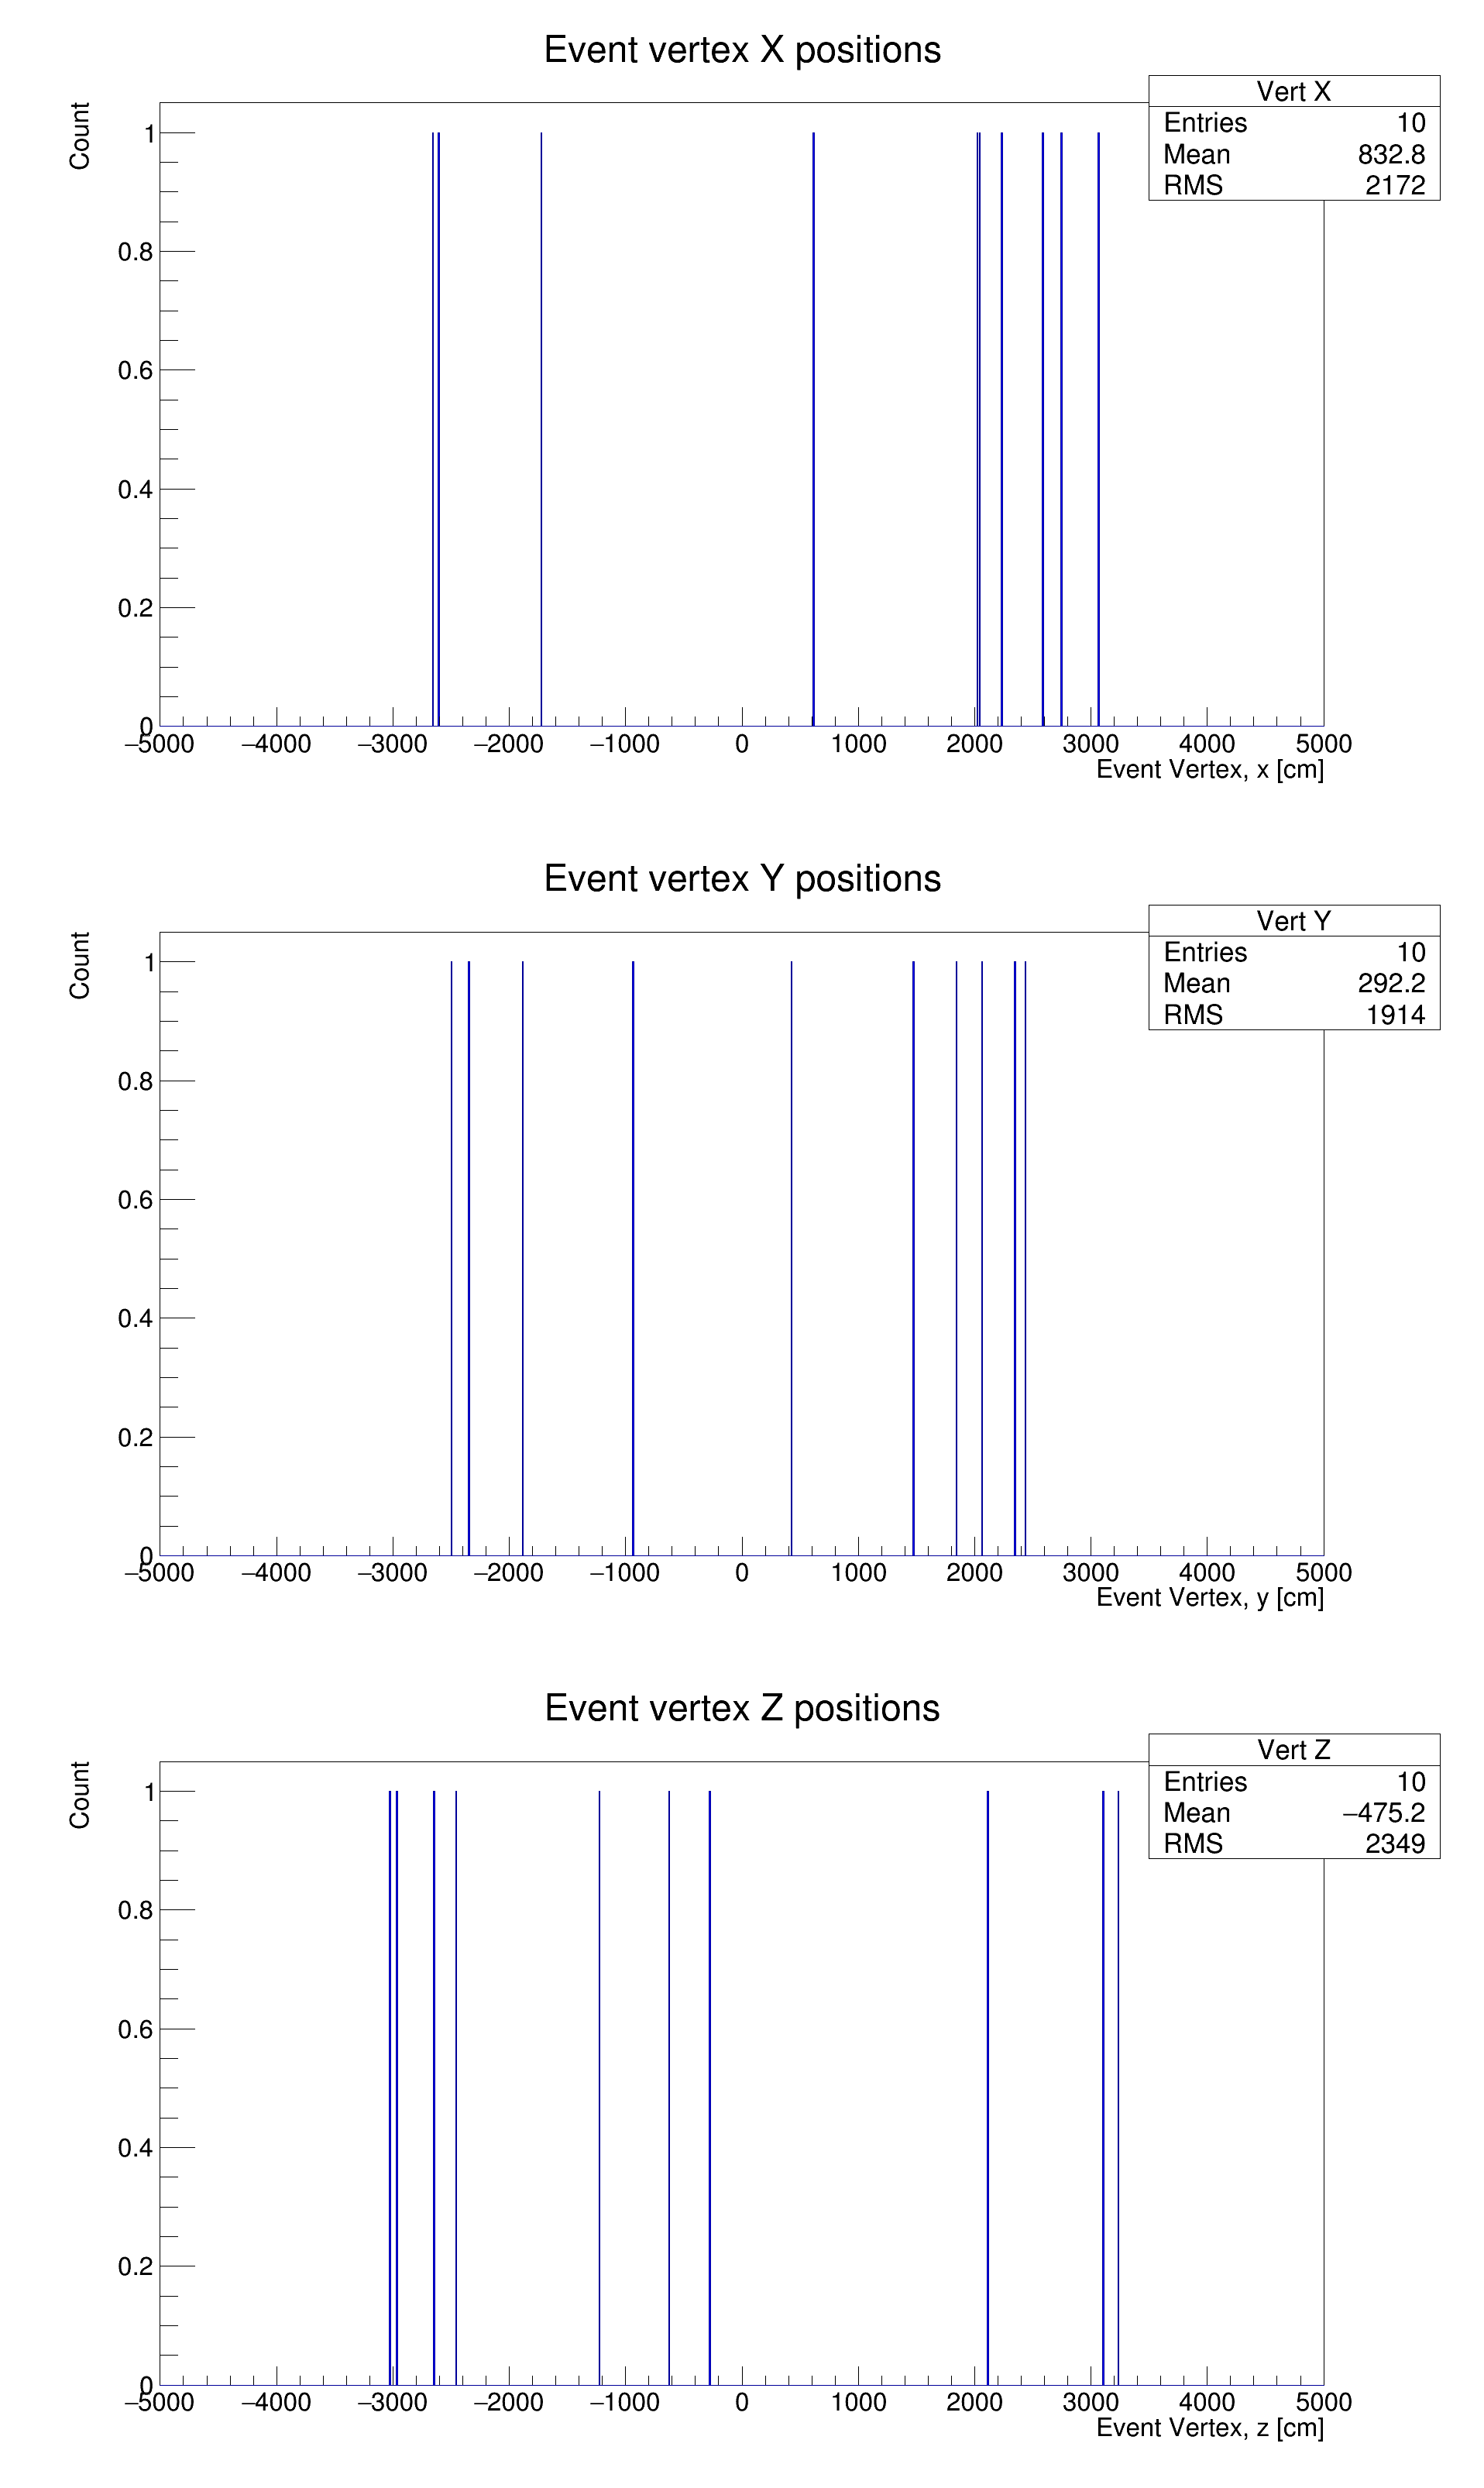 Event vertex X positions
Count
Vert X
Entries 10
Mean 832.8
RMS 2172
1
0.8
0.6
0.4
0.2
0
−5000 −4000 −3000 −2000 −1000 0 1000 2000 3000 4000 5000
Event Vertex, x [cm]
Event vertex Y positions
Count
Vert Y
Entries 10
Mean 292.2
RMS 1914
1
0.8
0.6
0.4
0.2
0
−5000 −4000 −3000 −2000 −1000 0 1000 2000 3000 4000 5000
Event Vertex, y [cm]
Event vertex Z positions
Count
Vert Z
Entries 10
Mean −475.2
RMS 2349
1
0.8
0.6
0.4
0.2
0
−5000 −4000 −3000 −2000 −1000 0 1000 2000 3000 4000 5000
Event Vertex, z [cm]